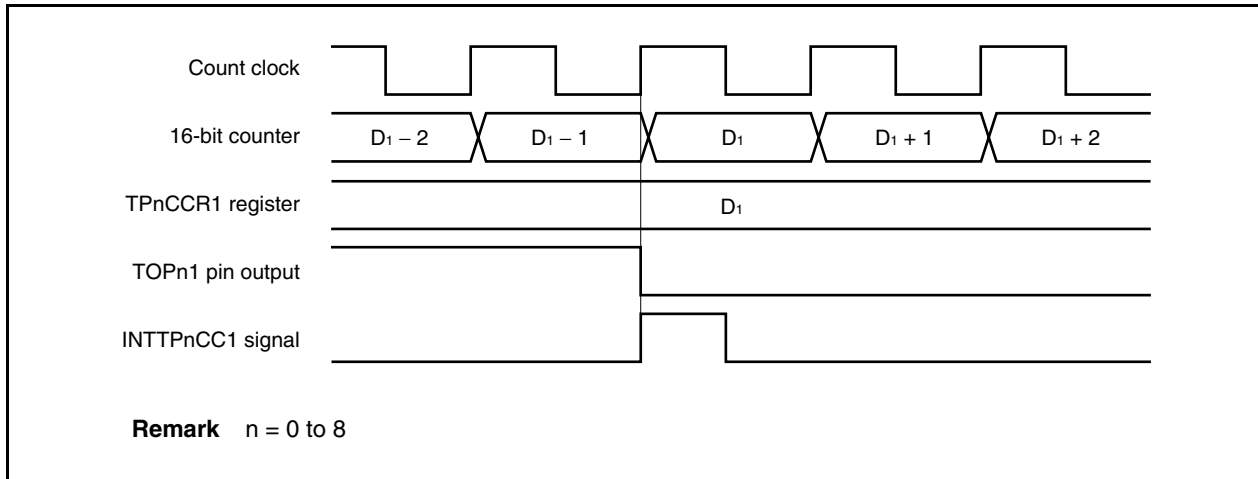 Count clock
16-bit counter D₁ − 2 D₁ − 1 D₁ D₁ + 1 D₁ + 2
TPnCCR1 register D₁
TOPn1 pin output
INTTPnCC1 signal
Remark n = 0 to 8